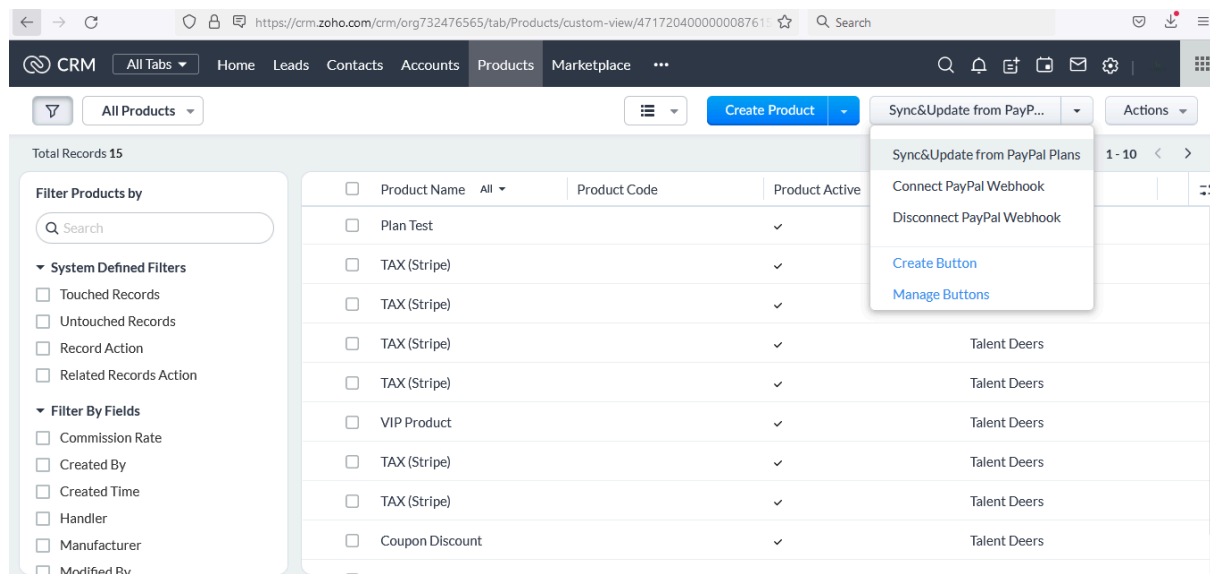 https://crm.zoho.com/crm/org732476565/tab/Products/custom-view/4717204000000087615
Search
CRM All Tabs Home Leads Contacts Accounts Products Marketplace •••
All Products Create Product Sync&Update from PayP... Actions
Total Records 15 1 - 10
Sync&Update from PayPal Plans
Connect PayPal Webhook
Disconnect PayPal Webhook
Create Button
Manage Buttons
Filter Products by
Search
System Defined Filters
Touched Records
Untouched Records
Record Action
Related Records Action
Filter By Fields
Commission Rate
Created By
Created Time
Handler
Manufacturer
Modified By
Product Name All Product Code Product Active
Plan Test
TAX (Stripe)
TAX (Stripe)
TAX (Stripe) Talent Deers
TAX (Stripe) Talent Deers
VIP Product Talent Deers
TAX (Stripe) Talent Deers
TAX (Stripe) Talent Deers
Coupon Discount Talent Deers